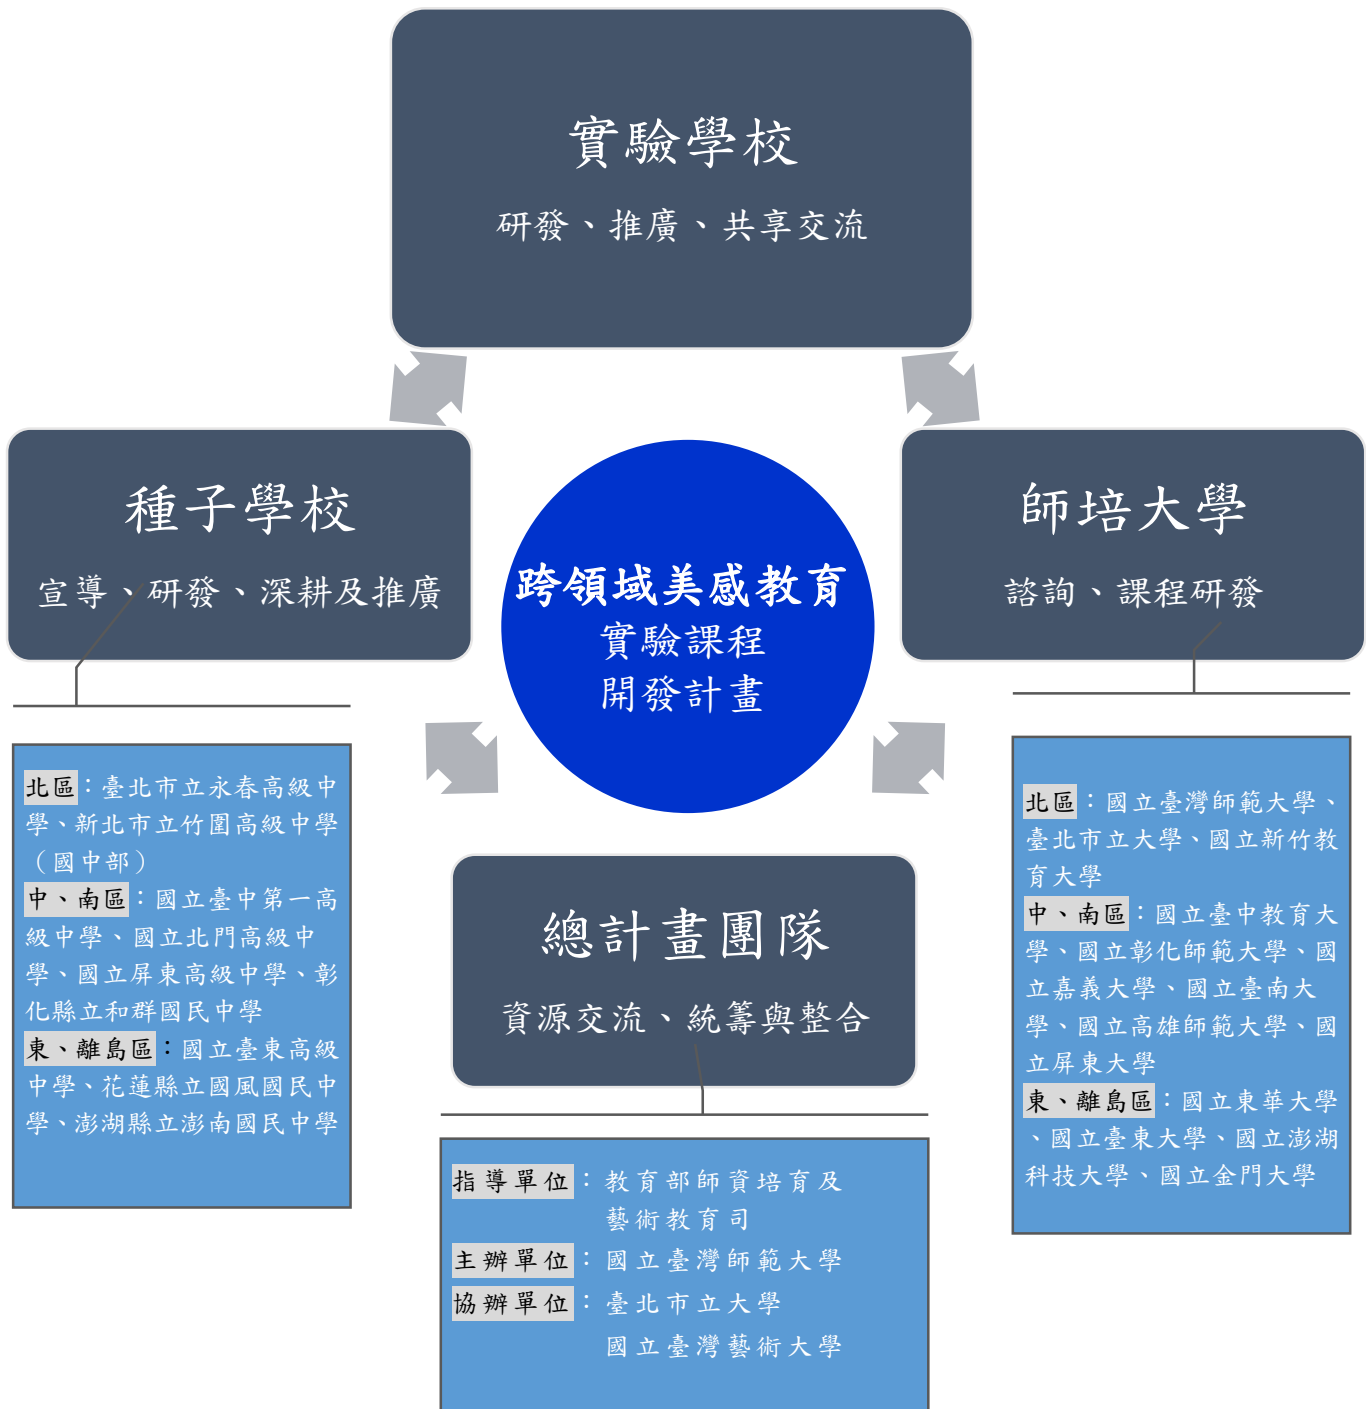 實驗學校
研發、推廣、共享交流
種子學校
宣導、研發、深耕及推廣
跨領域美感教育
實驗課程
開發計畫
師培大學
諮詢、課程研發
北區：臺北市立永春高級中
學、新北市立竹圍高級中學
（國中部）
中、南區：國立臺中第一高
級中學、國立北門高級中
學、國立屏東高級中學、彰
化縣立和群國民中學
東、離島區：國立臺東高級
中學、花蓮縣立國風國民中
學、澎湖縣立澎南國民中學
總計畫團隊
資源交流、統籌與整合
指導單位：教育部師資培育及
藝術教育司
主辦單位：國立臺灣師範大學
協辦單位：臺北市立大學
國立臺灣藝術大學
北區：國立臺灣師範大學、
臺北市立大學、國立新竹教
育大學
中、南區：國立臺中教育大
學、國立彰化師範大學、國
立嘉義大學、國立臺南大
學、國立高雄師範大學、國
立屏東大學
東、離島區：國立東華大學
、國立臺東大學、國立澎湖
科技大學、國立金門大學